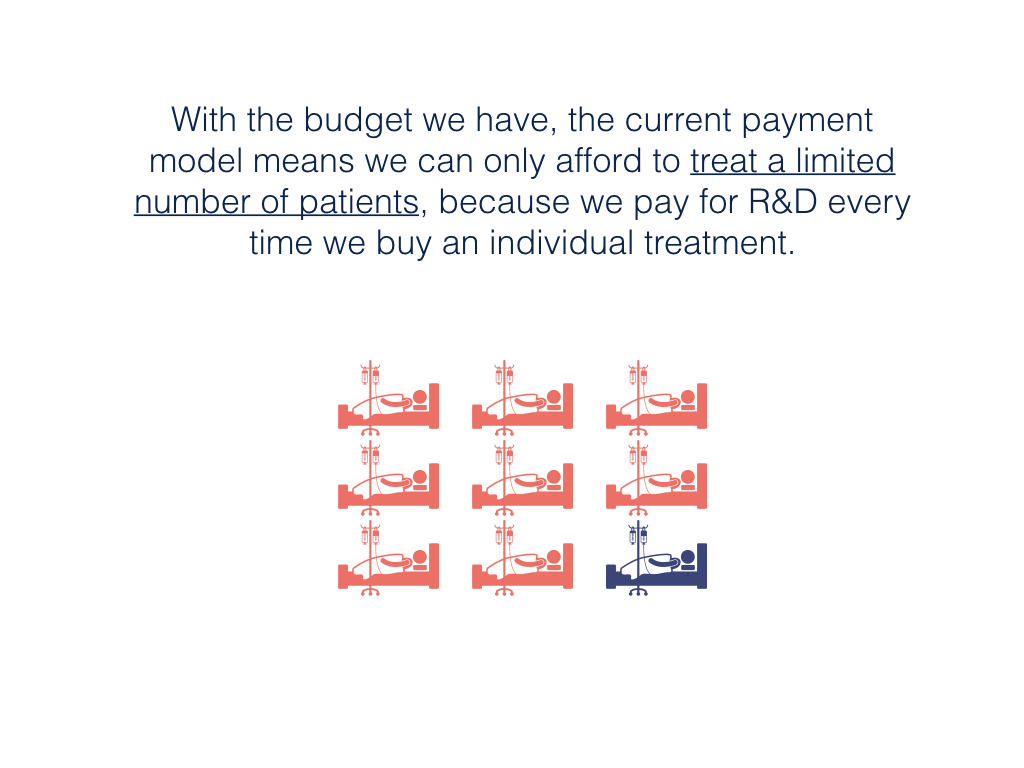 With the budget we have, the current payment
model means we can only afford to treat a limited
number of patients, because we pay for R&D every
time we buy an individual treatment.